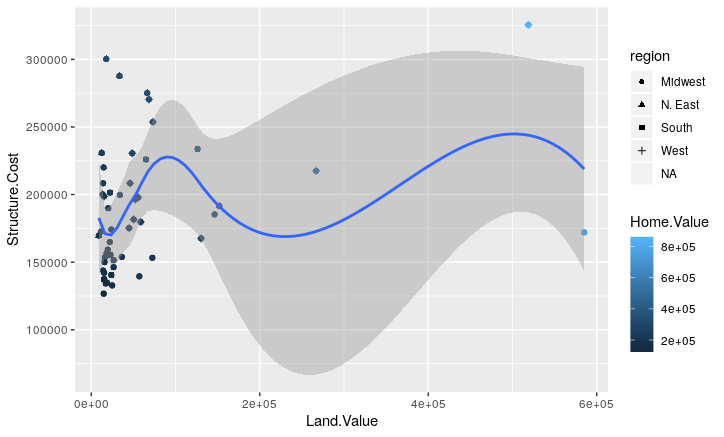 300000
250000
200000
150000
100000
Structure.Cost
0e+00 2e+05 4e+05 6e+05
Land.Value
region
Midwest
N. East
South
West
NA
Home.Value
8e+05
6e+05
4e+05
2e+05